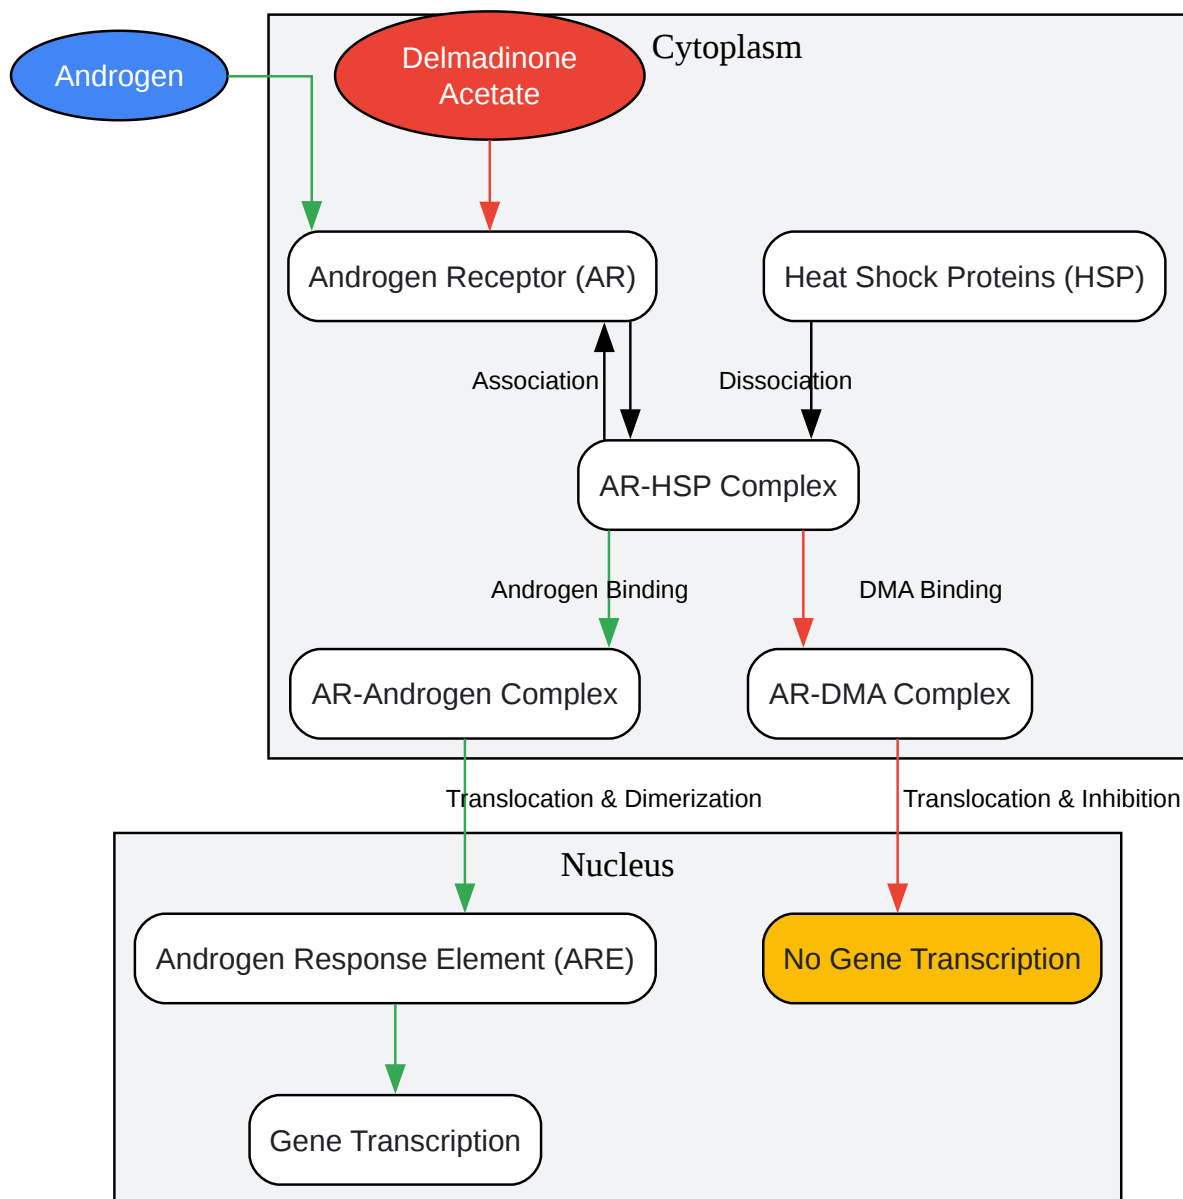 Cytoplasm
Androgen
Delmadinone
Acetate
Androgen Receptor (AR)
Heat Shock Proteins (HSP)
Association
Dissociation
AR-HSP Complex
Androgen Binding
DMA Binding
AR-Androgen Complex
AR-DMA Complex
Translocation & Dimerization
Translocation & Inhibition
Nucleus
Androgen Response Element (ARE)
No Gene Transcription
Gene Transcription